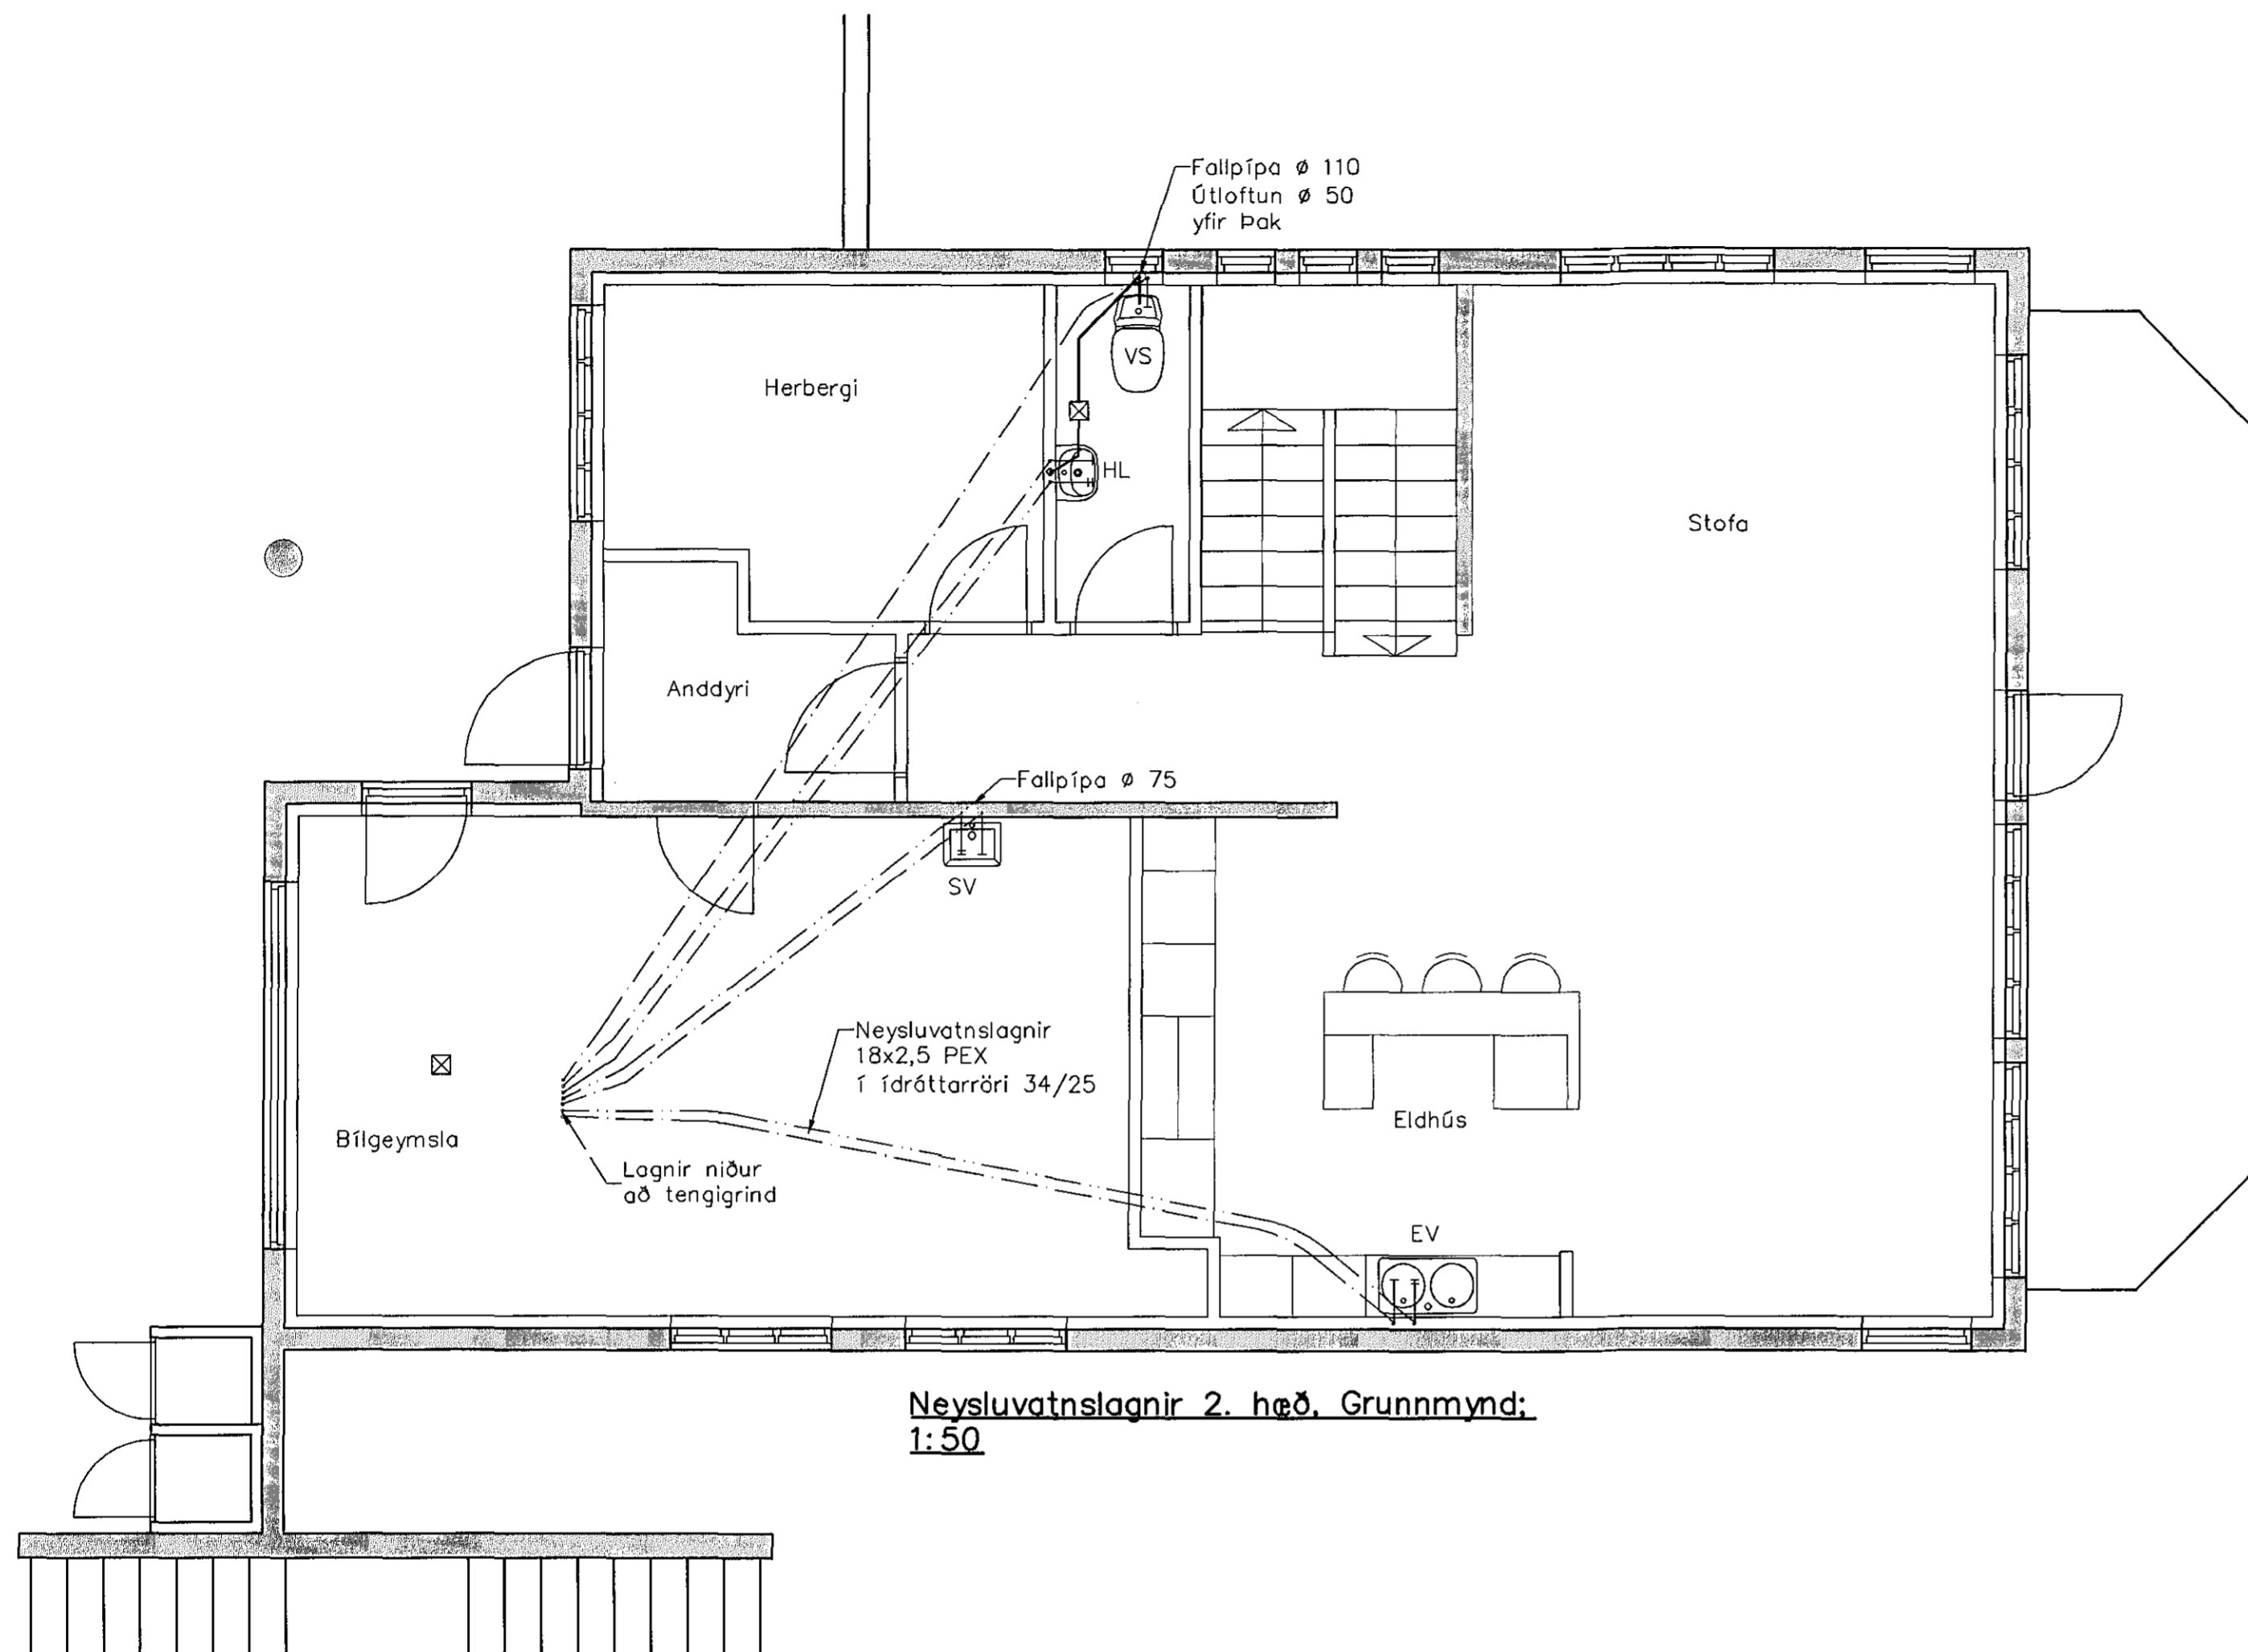 Fallpípa ø 110
Útloftun ø 50
yfir Þak
VS
Herbergi
HL
Stofa
Anddyri
Fallpípa ø 75
SV
Neysluvatnslagnir
18x2,5 PEX
í ídráttarröri 34/25
Eldhús
Bílgeymsla
Lagnir niður
að tengigrind
EV
Neysluvatnslagnir 2. hæð, Grunnmynd;
1:50